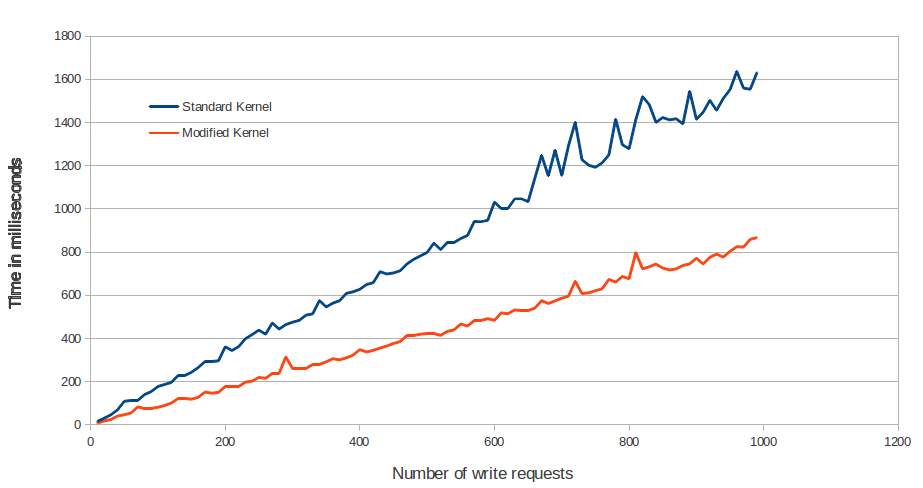 1800
1600
1400
1200
1000
800
600
400
200
0
Time in milliseconds
Standard Kernel
Modified Kernel
0 200 400 600 800 1000 1200
Number of write requests